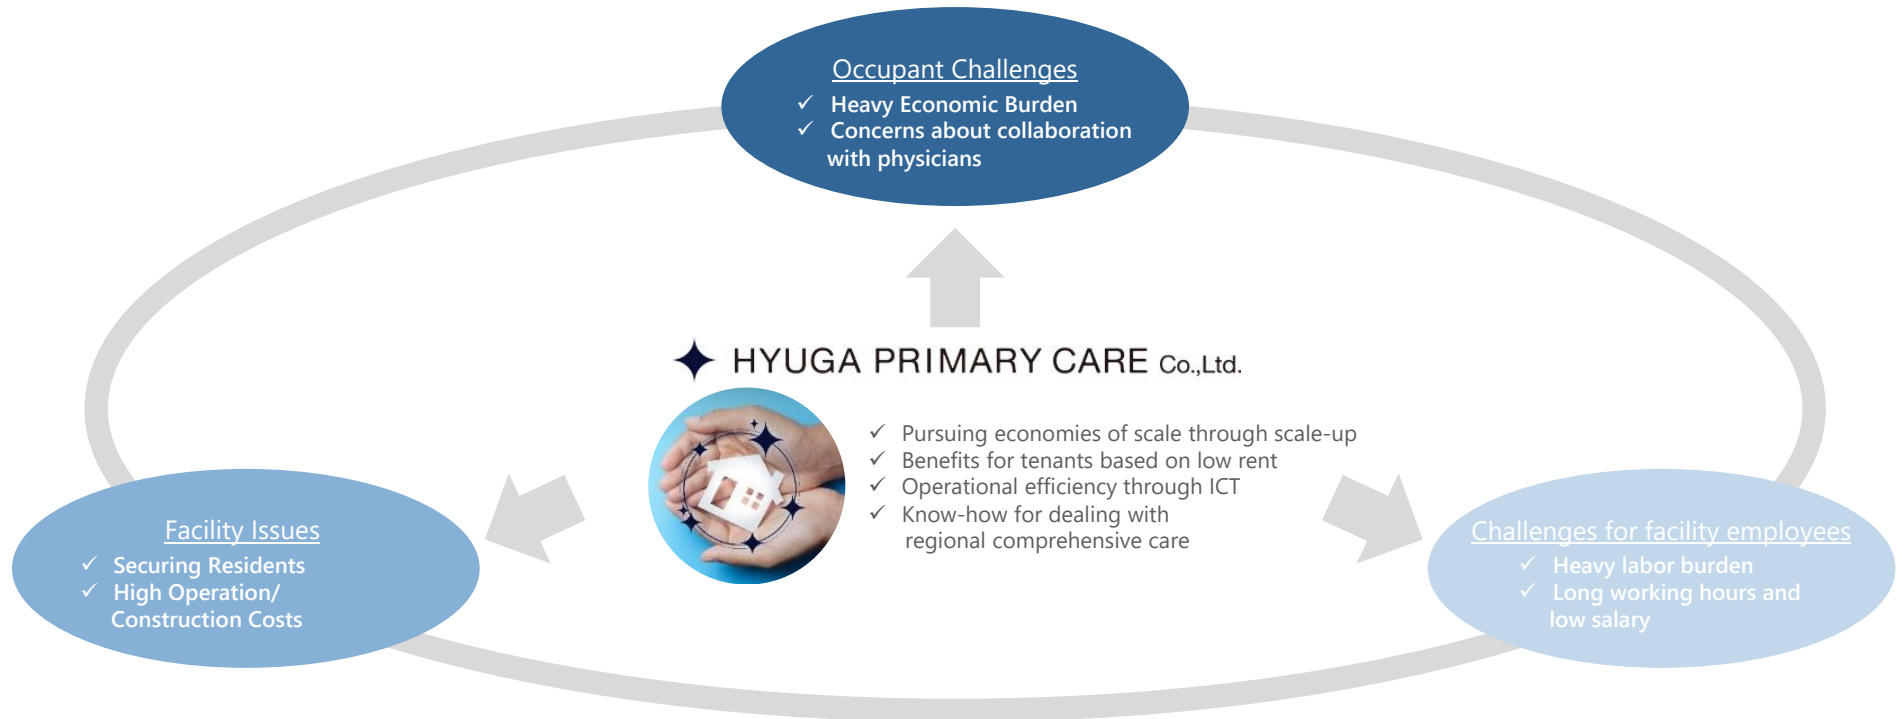 Occupant Challenges
✓ Heavy Economic Burden
✓ Concerns about collaboration
with physicians
HYUGA PRIMARY CARE Co.,Ltd.
✓ Pursuing economies of scale through scale-up
✓ Benefits for tenants based on low rent
✓ Operational efficiency through ICT
✓ Know-how for dealing with
regional comprehensive care
Facility Issues
✓ Securing Residents
✓ High Operation/
Construction Costs
Challenges for facility employees
✓ Heavy labor burden
✓ Long working hours and
low salary